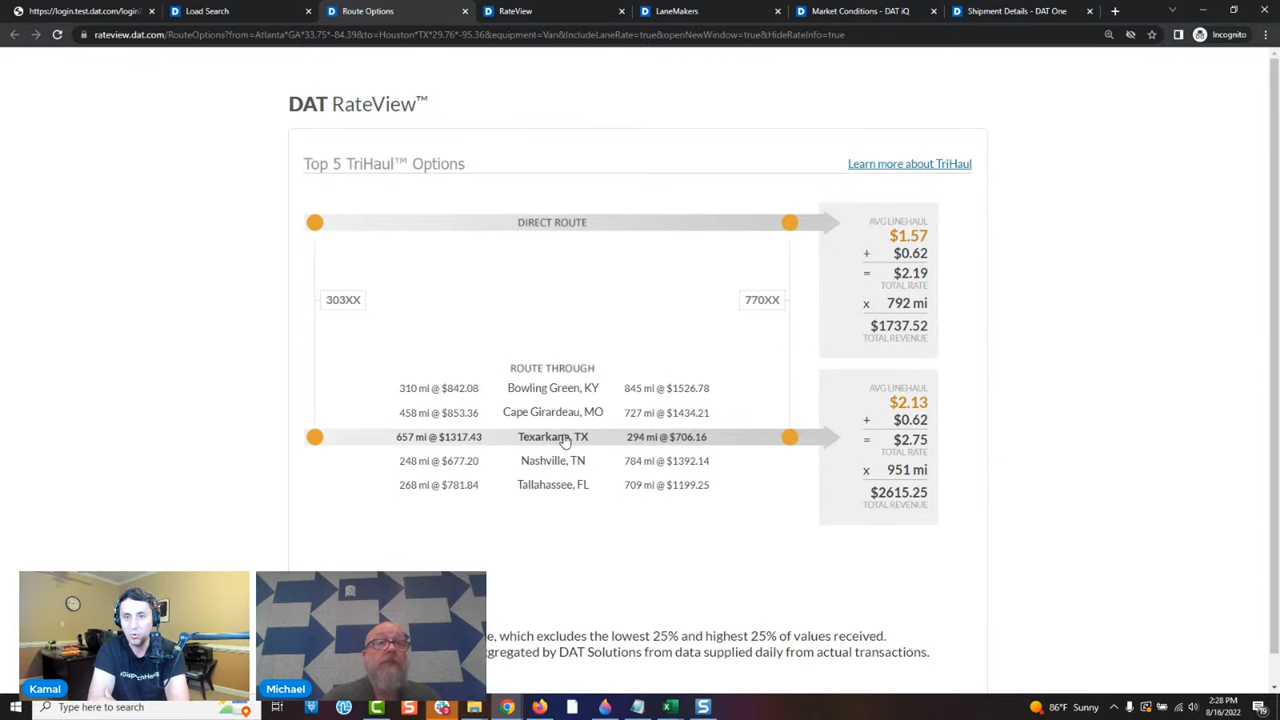 https://login.test.dat.com/login
Load Search
Route Options
RateView
LaneMakers
Market Conditions - DAT iQ
Shipment Details - DAT One
rateview.dat.com/RouteOptions?from=Atlanta*GA*33.75*-84.39&to=Houston*TX*29.76*-95.36&equipment=Van&IncludeLaneRate=true&openNewWindow=true&HideRateInfo=true
Incognito
DAT RateView™
Top 5 TriHaul™ Options
Learn more about TriHaul
DIRECT ROUTE
AVG LINEHAUL
$1.57
+ $0.62
= $2.19
TOTAL RATE
x 792 mi
$1737.52
TOTAL REVENUE
303XX
770XX
ROUTE THROUGH
310 mi @ $842.08 Bowling Green, KY 845 mi @ $1526.78
458 mi @ $853.36 Cape Girardeau, MO 727 mi @ $1434.21
657 mi @ $1317.43 Texarkana, TX 294 mi @ $706.16
248 mi @ $677.20 Nashville, TN 784 mi @ $1392.14
268 mi @ $781.84 Tallahassee, FL 709 mi @ $1199.25
AVG LINEHAUL
$2.13
+ $0.62
= $2.75
TOTAL RATE
x 951 mi
$2615.25
TOTAL REVENUE
e, which excludes the lowest 25% and highest 25% of values received.
ggregated by DAT Solutions from data supplied daily from actual transactions.
Kamal
Michael
Type here to search
86°F Sunny
2:28 PM
8/16/2022